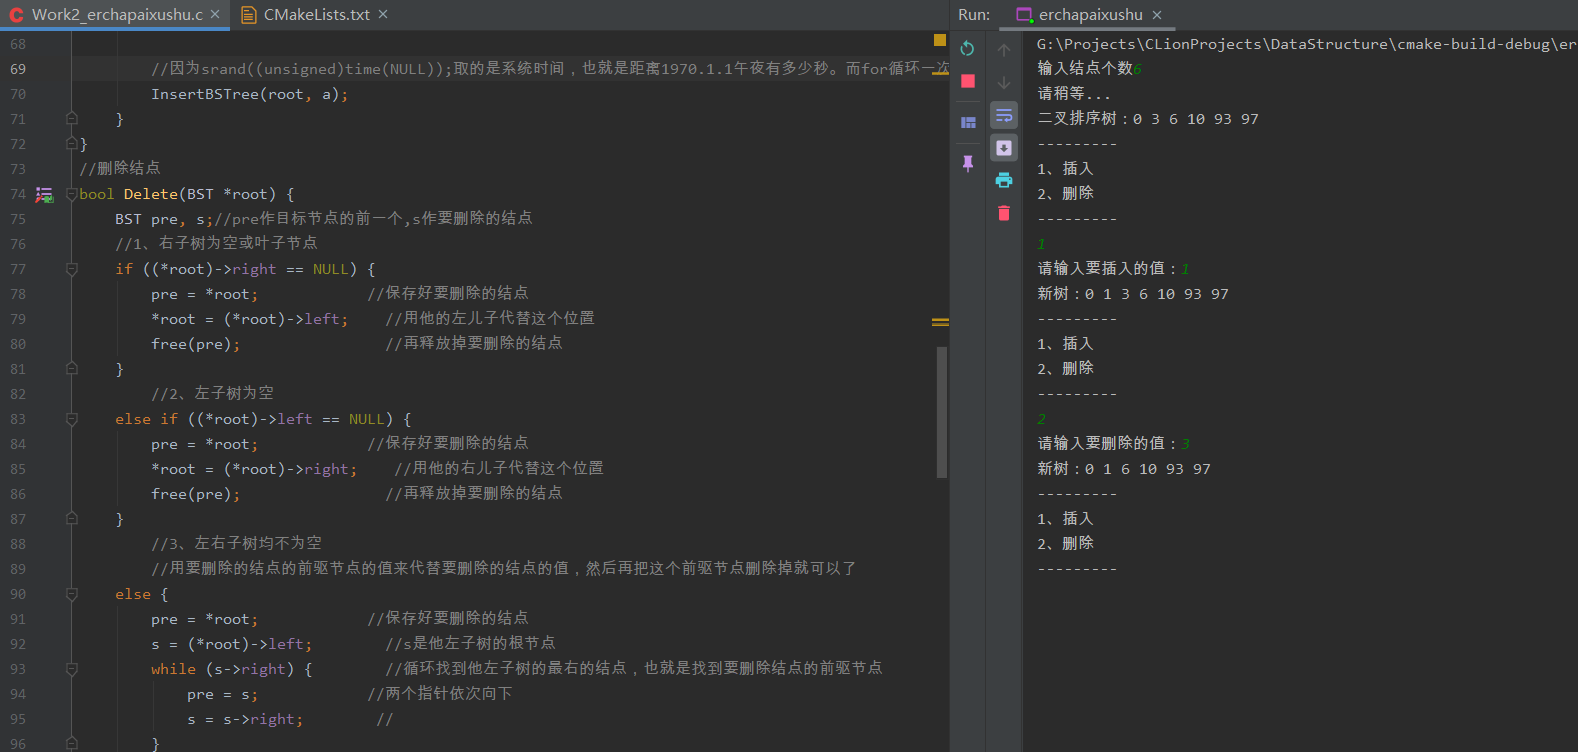 Work2_erchapaixushu.c
CMakeLists.txt
68
69 //因为srand((unsigned)time(NULL));取的是系统时间，也就是距离1970.1.1午夜有多少秒。而for循环一次
70 InsertBSTree(root, a);
71 }
72 }
73 //删除结点
74 bool Delete(BST *root) {
75 BST pre, s;//pre作目标节点的前一个,s作要删除的结点
76 //1、右子树为空或叶子节点
77 if ((*root)->right == NULL) {
78 pre = *root; //保存好要删除的结点
79 *root = (*root)->left; //用他的左儿子代替这个位置
80 free(pre); //再释放掉要删除的结点
81 }
82 //2、左子树为空
83 else if ((*root)->left == NULL) {
84 pre = *root; //保存好要删除的结点
85 *root = (*root)->right; //用他的右儿子代替这个位置
86 free(pre); //再释放掉要删除的结点
87 }
88 //3、左右子树均不为空
89 //用要删除的结点的前驱节点的值来代替要删除的结点的值，然后再把这个前驱节点删除掉就可以了
90 else {
91 pre = *root; //保存好要删除的结点
92 s = (*root)->left; //s是他左子树的根节点
93 while (s->right) { //循环找到他左子树的最右的结点，也就是找到要删除结点的前驱节点
94 pre = s; //两个指针依次向下
95 s = s->right; //
96 }
Run: erchapaixushu
G:\Projects\CLionProjects\DataStructure\cmake-build-debug\er
输入结点个数6
请稍等...
二叉排序树：0 3 6 10 93 97
---------
1、插入
2、删除
---------
1
请输入要插入的值：1
新树：0 1 3 6 10 93 97
---------
1、插入
2、删除
---------
2
请输入要删除的值：3
新树：0 1 6 10 93 97
---------
1、插入
2、删除
---------